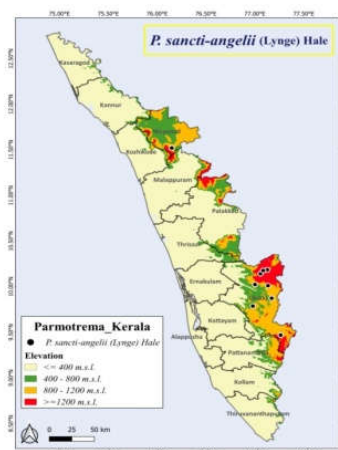 75.00°E 75.50°E 76.00°E 76.50°E 77.00°E 77.50°E
P. sancti-angelii (Lynge) Hale
12.50°N
Kasaragod
12.00°N
Kannur
11.50°N
Kozhikode
Malappuram
11.00°N
Palakkad
10.50°N
Thrissur
Ernakulam
10.00°N
Parmotrema_Kerala
Kottayam
P. sancti-angelii (Lynge) Hale
9.50°N
Alappuzha
Elevation
<= 400 m.s.l.
400 - 800 m.s.l.
800 - 1200 m.s.l.
>=1200 m.s.l.
9.00°N
Kollam
Thiruvananthapuram
8.50°N
0 25 50 km